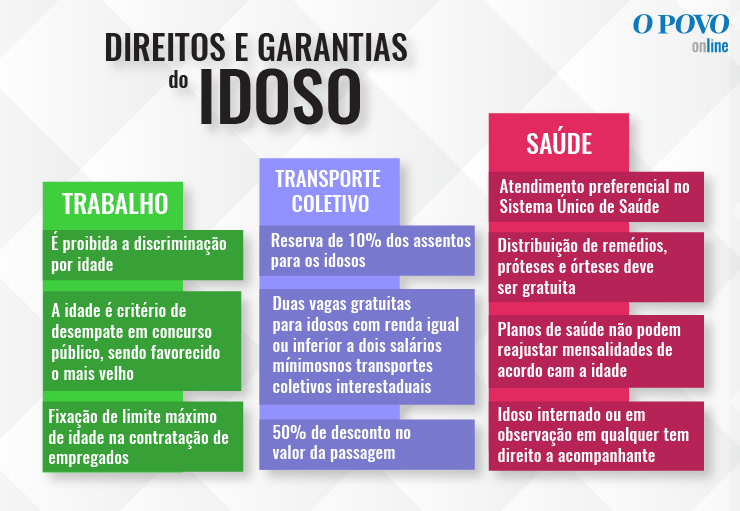 O POVO
online
DIREITOS E GARANTIAS
do IDOSO
TRABALHO
É proibida a discriminação
por idade
A idade é critério de
desempate em concurso
público, sendo favorecido
o mais velho
Fixação de limite máximo
de idade na contratação de
empregados
TRANSPORTE
COLETIVO
Reserva de 10% dos assentos
para os idosos
Duas vagas gratuitas
para idosos com renda igual
ou inferior a dois salários
mínimosnos transportes
coletivos interestaduais
50% de desconto no
valor da passagem
SAÚDE
Atendimento preferencial no
Sistema Único de Saúde
Distribuição de remédios,
próteses e órteses deve
ser gratuita
Planos de saúde não podem
reajustar mensalidades de
acordo cam a idade
Idoso internado ou em
observação em qualquer tem
direito a acompanhante